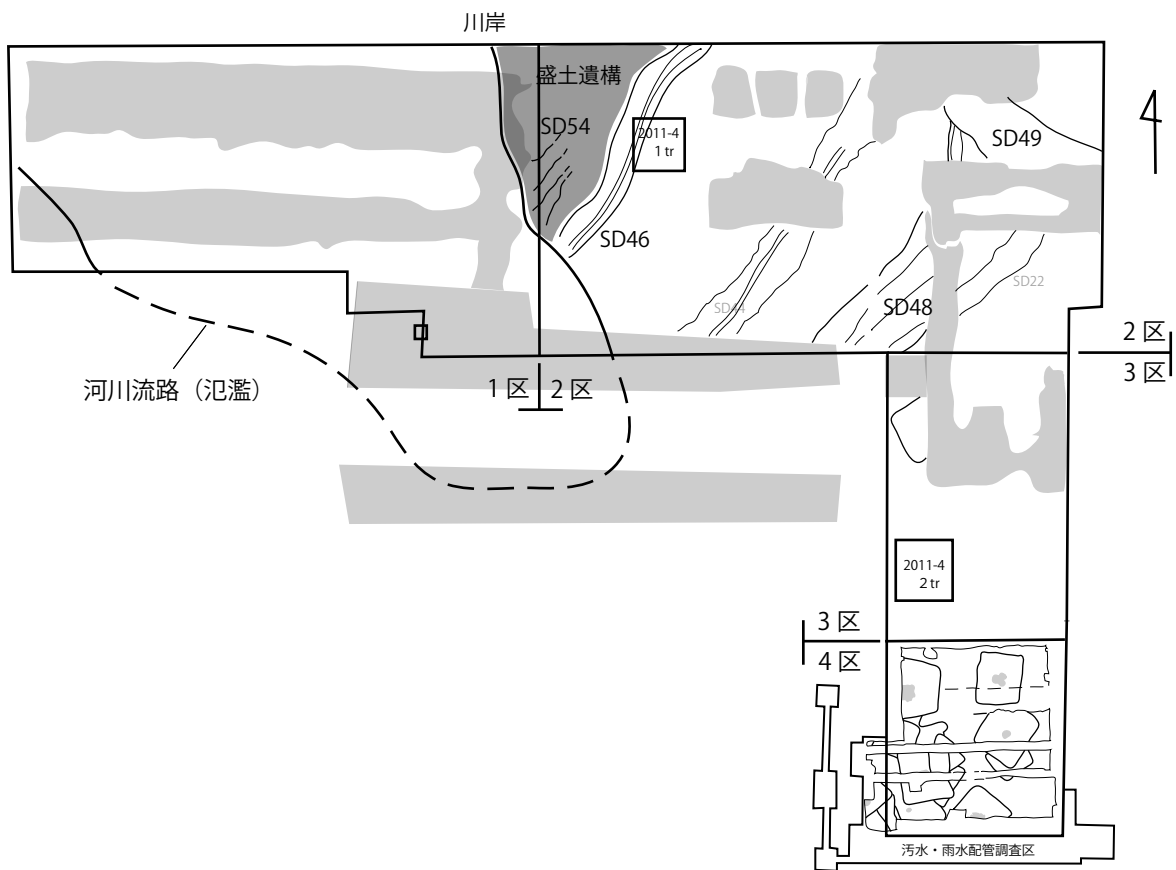 川岸
盛土遺構
SD54
2011-4
1 tr
SD49
SD46
SD22
SD44
SD48
河川流路（氾濫）
1 区
2 区
2 区
3 区
2011-4
2 tr
3 区
4 区
汚水・雨水配管調査区